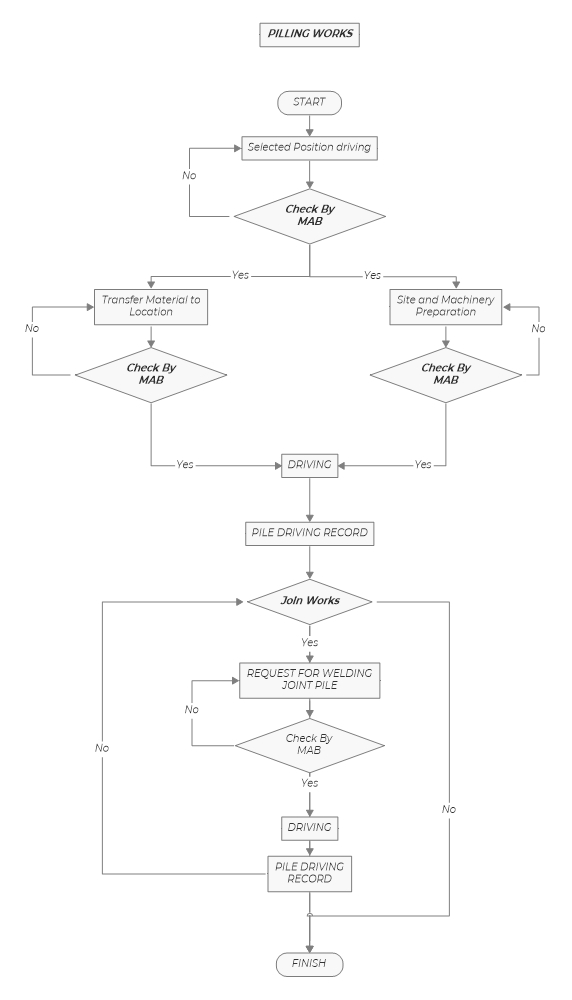 PILLING WORKS
START
Selected Position driving
No
Check By
MAB
Yes
Yes
Transfer Material to
Location
Site and Machinery
Preparation
No
No
Check By
MAB
Check By
MAB
Yes
DRIVING
Yes
PILE DRIVING RECORD
JoIn Works
Yes
REQUEST FOR WELDING
JOINT PILE
No
Check By
MAB
No
Yes
No
DRIVING
PILE DRIVING
RECORD
FINISH